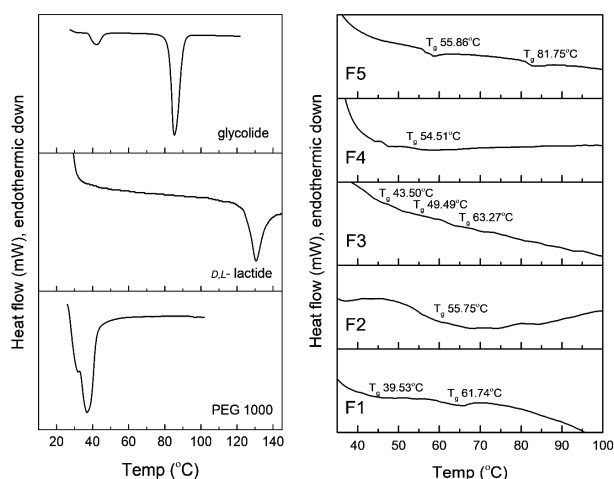 Heat flow (mW), endothermic down
glycolide
D,L- lactide
PEG 1000
20 40 60 80 100 120 140
Temp (°C)
Heat flow (mW), endothermic down
F5
Tg 55.86°C
Tg 81.75°C
F4
Tg 54.51°C
F3
Tg 43.50°C
Tg 49.49°C
Tg 63.27°C
F2
Tg 55.75°C
F1
Tg 39.53°C
Tg 61.74°C
40 50 60 70 80 90 100
Temp (°C)